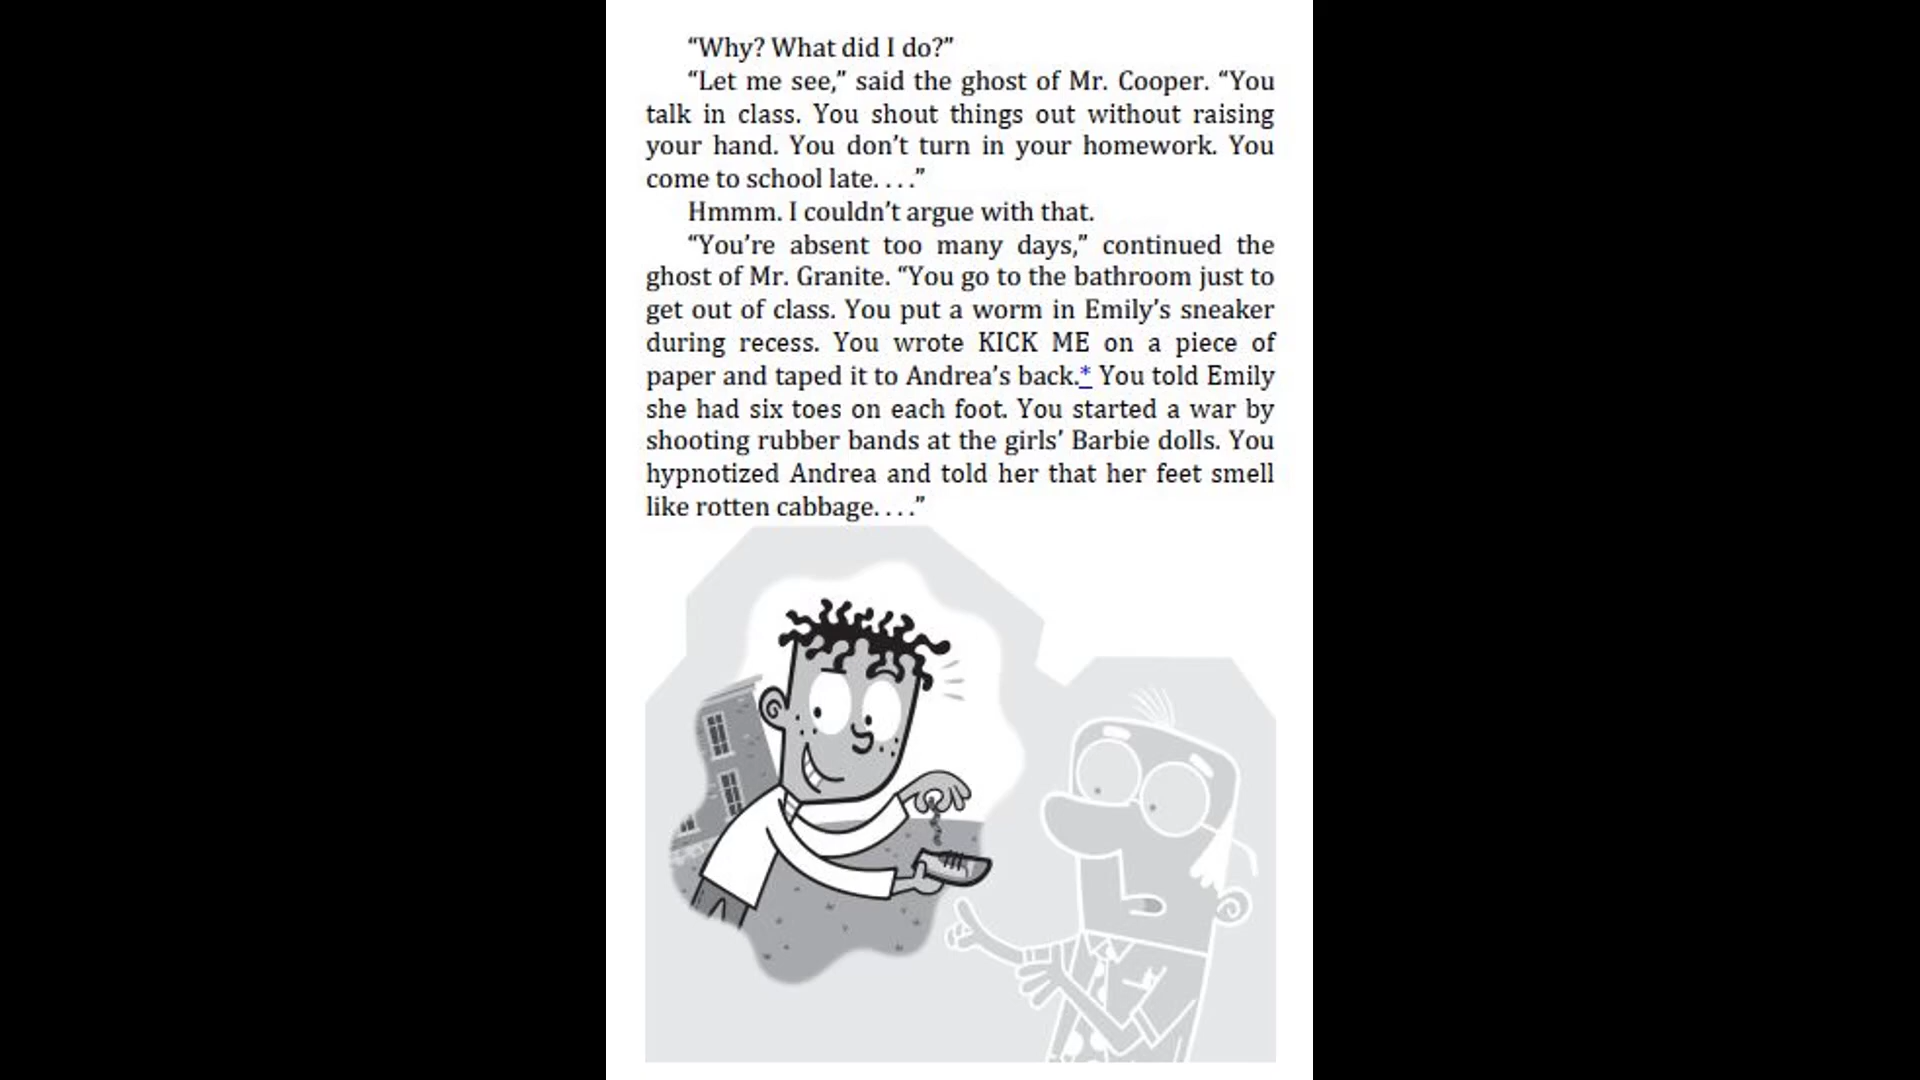 “Why? What did I do?”
“Let me see,” said the ghost of Mr. Cooper. “You
talk in class. You shout things out without raising
your hand. You don’t turn in your homework. You
come to school late. . . .”
Hmmm. I couldn’t argue with that.
“You’re absent too many days,” continued the
ghost of Mr. Granite. “You go to the bathroom just to
get out of class. You put a worm in Emily’s sneaker
during recess. You wrote KICK ME on a piece of
paper and taped it to Andrea’s back.* You told Emily
she had six toes on each foot. You started a war by
shooting rubber bands at the girls’ Barbie dolls. You
hypnotized Andrea and told her that her feet smell
like rotten cabbage. . . .”